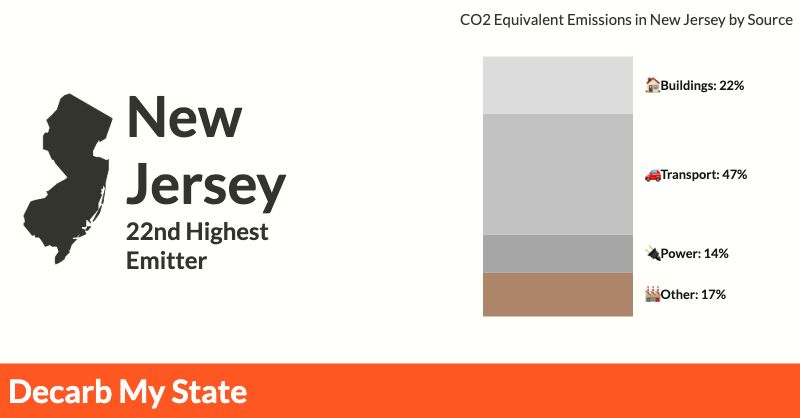 CO2 Equivalent Emissions in New Jersey by Source
New
Jersey
22nd Highest
Emitter
Buildings: 22%
Transport: 47%
Power: 14%
Other: 17%
Decarb My State